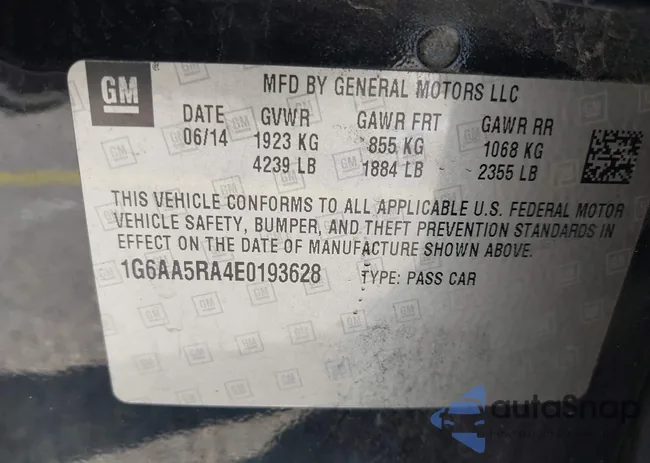 GM
MFD BY GENERAL MOTORS LLC
DATE GVWR GAWR FRT GAWR RR
06/14 1923 KG 855 KG 1068 KG
4239 LB 1884 LB 2355 LB
THIS VEHICLE CONFORMS TO ALL APPLICABLE U.S. FEDERAL MOTOR
VEHICLE SAFETY, BUMPER, AND THEFT PREVENTION STANDARDS IN
EFFECT ON THE DATE OF MANUFACTURE SHOWN ABOVE.
1G6AA5RA4E0193628 TYPE: PASS CAR
autaShop